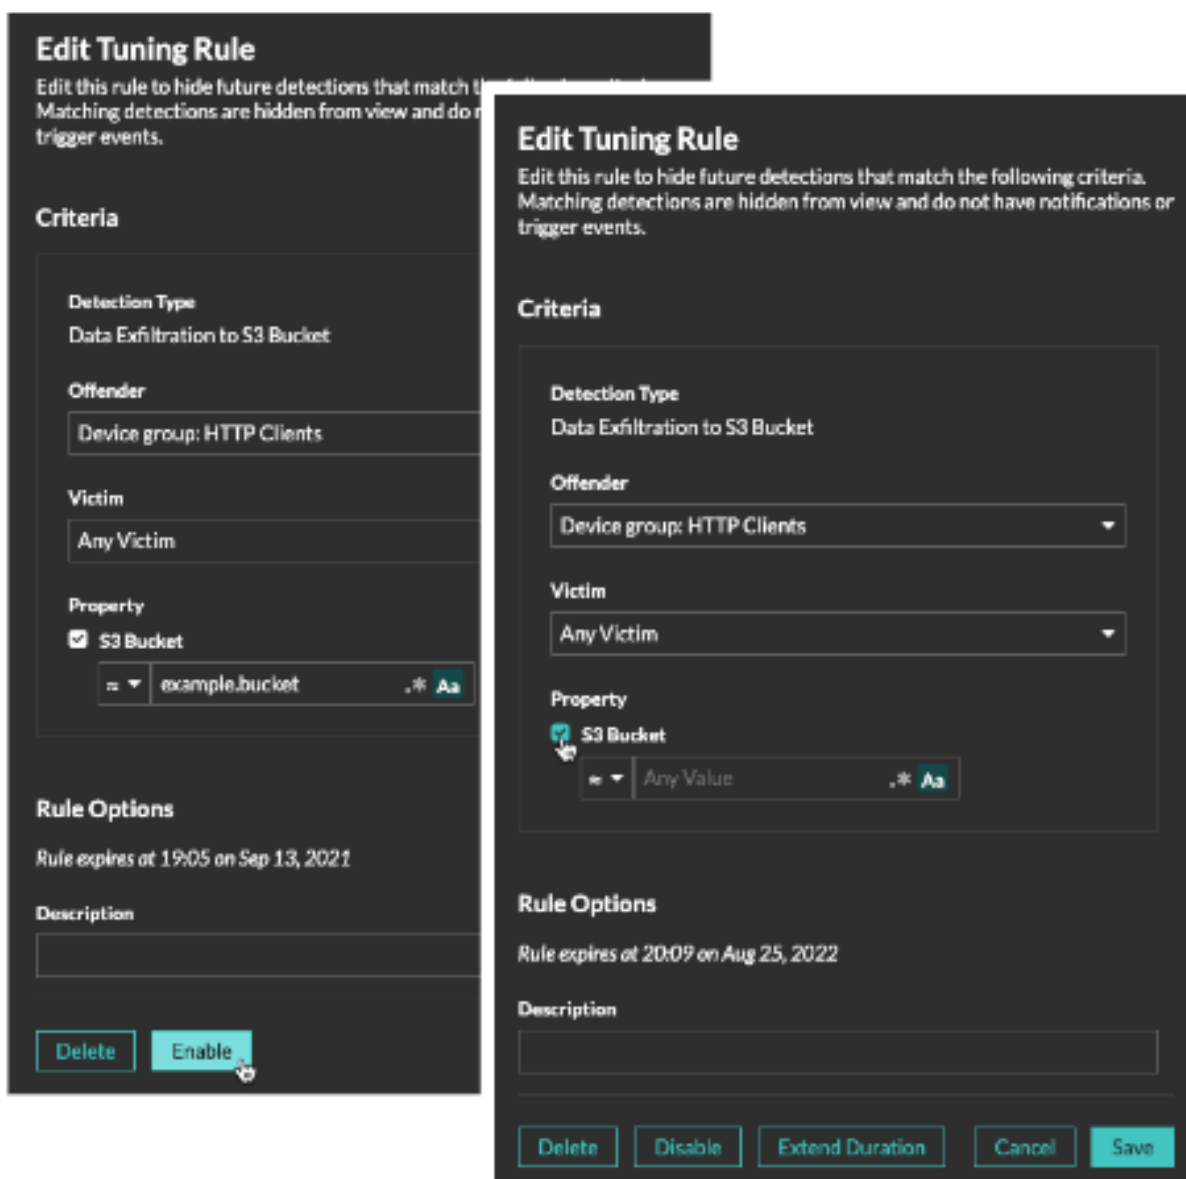 Edit Tuning Rule
Edit this rule to hide future detections that match
Matching detections are hidden from view and do
trigger events.
Criteria
Detection Type
Data Exfiltration to S3 Bucket
Offender
Device group: HTTP Clients
Victim
Any Victim
Property
S3 Bucket
≈ example.bucket .* Aa
Rule Options
Rule expires at 19:05 on Sep 13, 2021
Description
Delete Enable
Edit Tuning Rule
Edit this rule to hide future detections that match the following criteria.
Matching detections are hidden from view and do not have notifications or
trigger events.
Criteria
Detection Type
Data Exfiltration to S3 Bucket
Offender
Device group: HTTP Clients
Victim
Any Victim
Property
S3 Bucket
≈ Any Value .* Aa
Rule Options
Rule expires at 20:09 on Aug 25, 2022
Description
Delete Disable Extend Duration Cancel Save